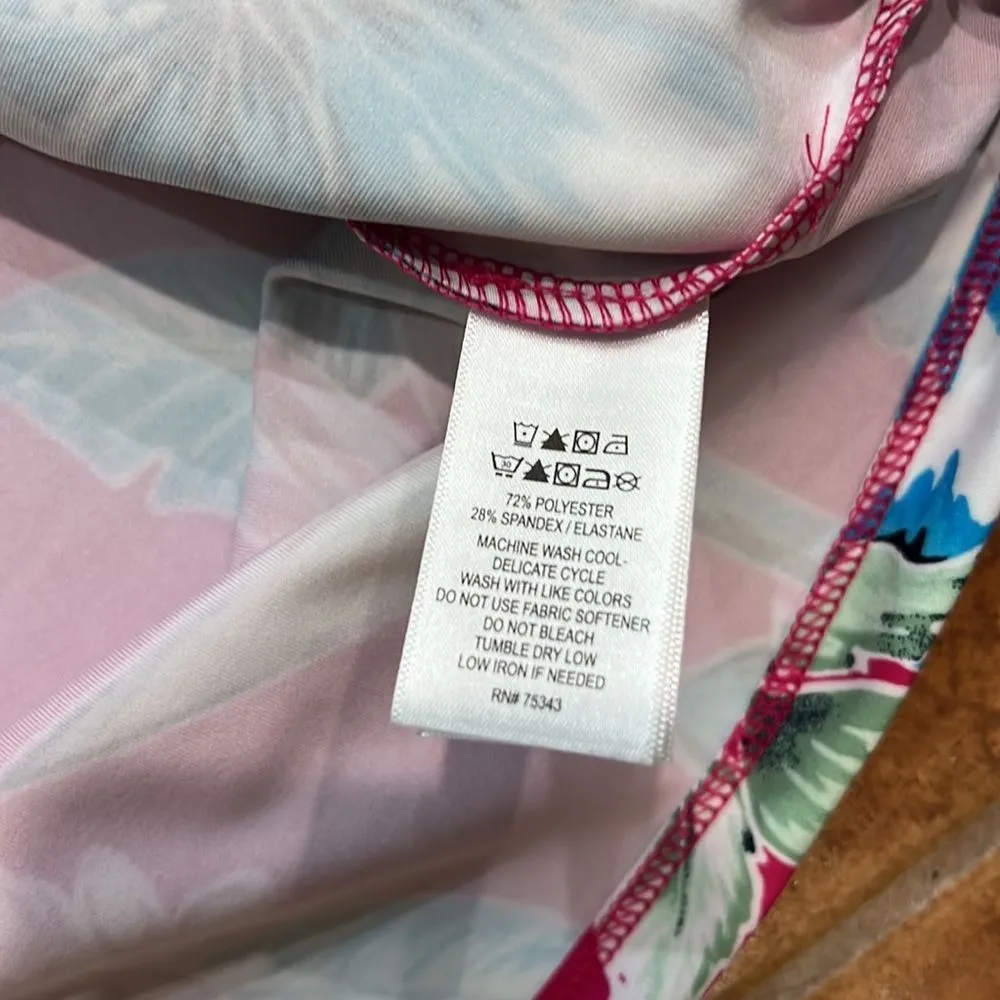 30
72% POLYESTER
28% SPANDEX / ELASTANE
MACHINE WASH COOL-
DELICATE CYCLE
WASH WITH LIKE COLORS
DO NOT USE FABRIC SOFTENER
DO NOT BLEACH
TUMBLE DRY LOW
LOW IRON IF NEEDED
RN# 75343